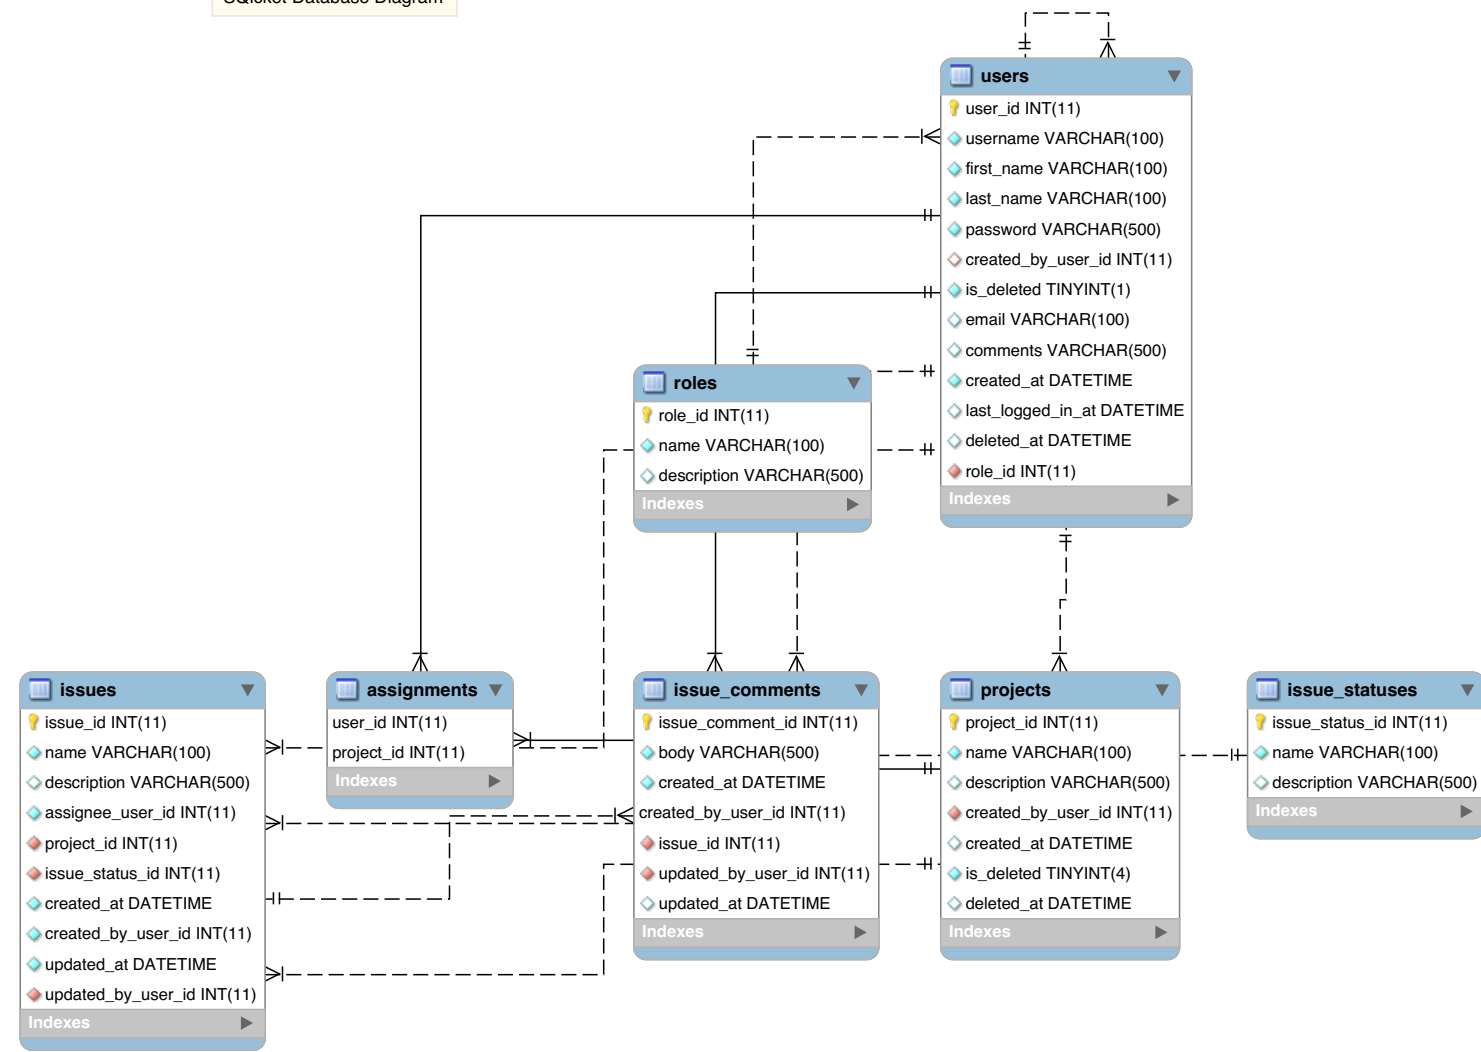 SQicket Database Diagram
users
user_id INT(11)
username VARCHAR(100)
first_name VARCHAR(100)
last_name VARCHAR(100)
password VARCHAR(500)
created_by_user_id INT(11)
is_deleted TINYINT(1)
email VARCHAR(100)
comments VARCHAR(500)
created_at DATETIME
last_logged_in_at DATETIME
deleted_at DATETIME
role_id INT(11)
Indexes
roles
role_id INT(11)
name VARCHAR(100)
description VARCHAR(500)
Indexes
issues
issue_id INT(11)
name VARCHAR(100)
description VARCHAR(500)
assignee_user_id INT(11)
project_id INT(11)
issue_status_id INT(11)
created_at DATETIME
created_by_user_id INT(11)
updated_at DATETIME
updated_by_user_id INT(11)
Indexes
assignments
user_id INT(11)
project_id INT(11)
Indexes
issue_comments
issue_comment_id INT(11)
body VARCHAR(500)
created_at DATETIME
created_by_user_id INT(11)
issue_id INT(11)
updated_by_user_id INT(11)
updated_at DATETIME
Indexes
projects
project_id INT(11)
name VARCHAR(100)
description VARCHAR(500)
created_by_user_id INT(11)
created_at DATETIME
is_deleted TINYINT(4)
deleted_at DATETIME
Indexes
issue_statuses
issue_status_id INT(11)
name VARCHAR(100)
description VARCHAR(500)
Indexes